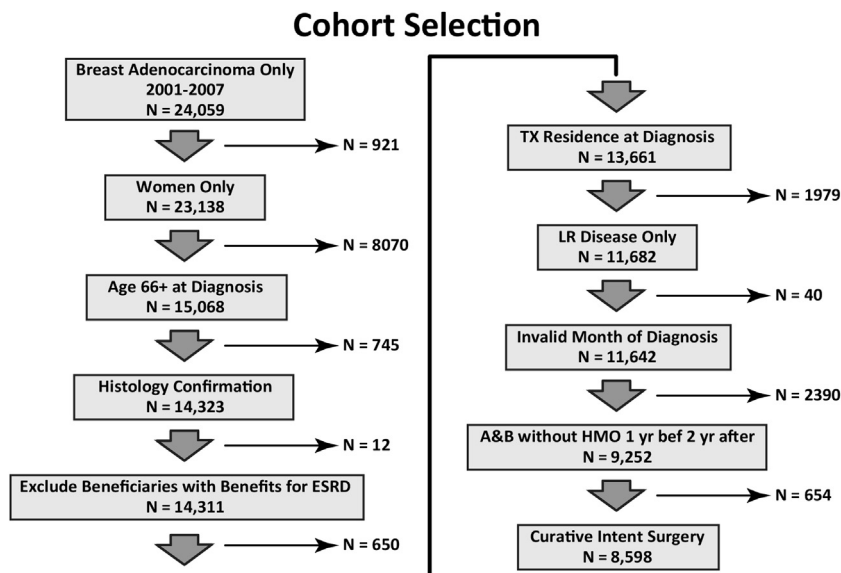 Cohort Selection
Breast Adenocarcinoma Only
2001-2007
N = 24,059
N = 921
Women Only
N = 23,138
N = 8070
Age 66+ at Diagnosis
N = 15,068
N = 745
Histology Confirmation
N = 14,323
N = 12
Exclude Beneficiaries with Benefits for ESRD
N = 14,311
N = 650
TX Residence at Diagnosis
N = 13,661
N = 1979
LR Disease Only
N = 11,682
N = 40
Invalid Month of Diagnosis
N = 11,642
N = 2390
A&B without HMO 1 yr bef 2 yr after
N = 9,252
N = 654
Curative Intent Surgery
N = 8,598